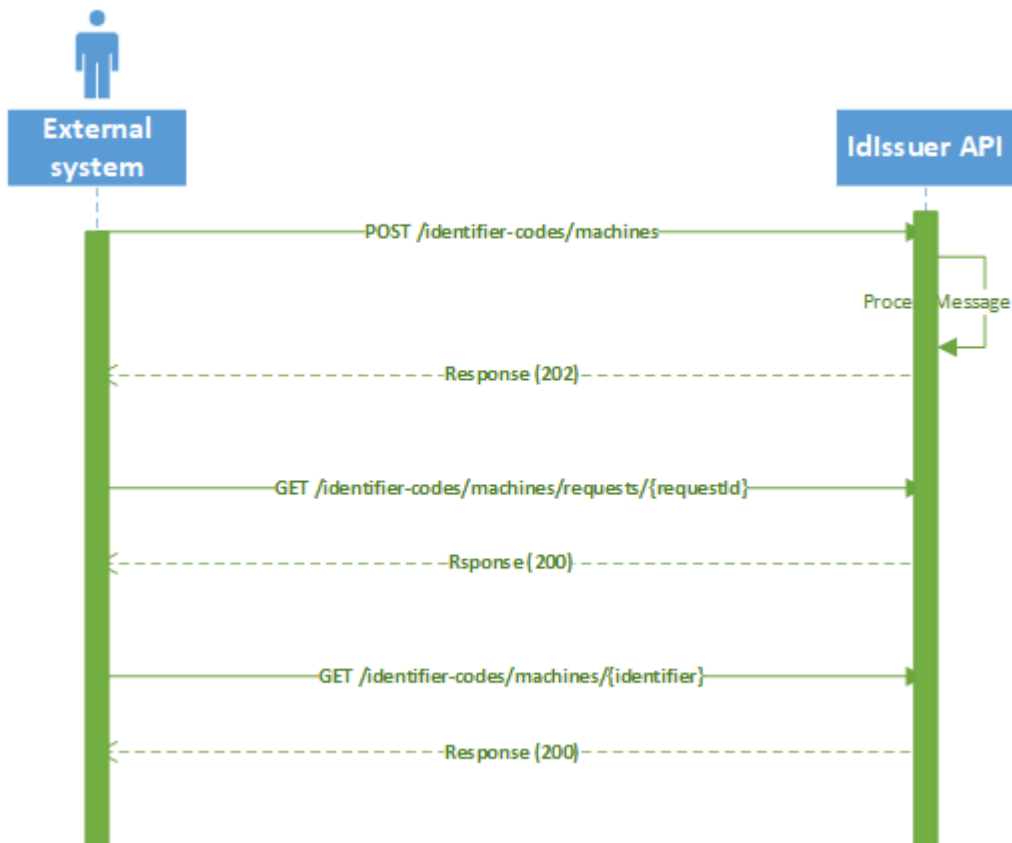 External
system
IdIssuer API
POST /identifier-codes/machines
Proce Message
Response (202)
GET /identifier-codes/machines/requests/{requestId}
Rsponse (200)
GET /identifier-codes/machines/{identifier}
Response (200)